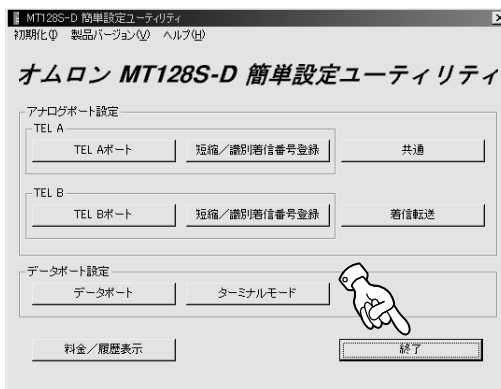 MT128S-D 簡単設定ユーティリティ
初期化(I) 製品バージョン(V) ヘルプ(H)
オムロン MT128S-D 簡単設定ユーティリティ
アナログポート設定
TEL A
TEL Aポート 短縮／識別着信番号登録 共通
TEL B
TEL Bポート 短縮／識別着信番号登録 着信転送
データポート設定
データポート ターミナルモード
料金／履歴表示 終了